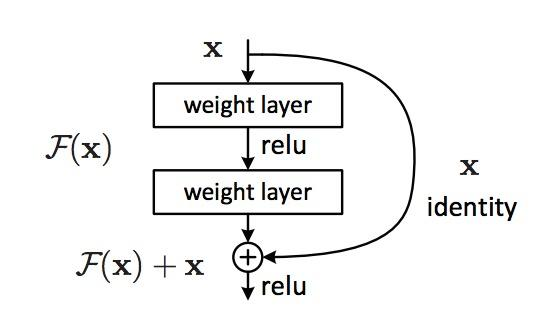 x
weight layer
relu
F(x)
weight layer
x
identity
F(x) + x
relu